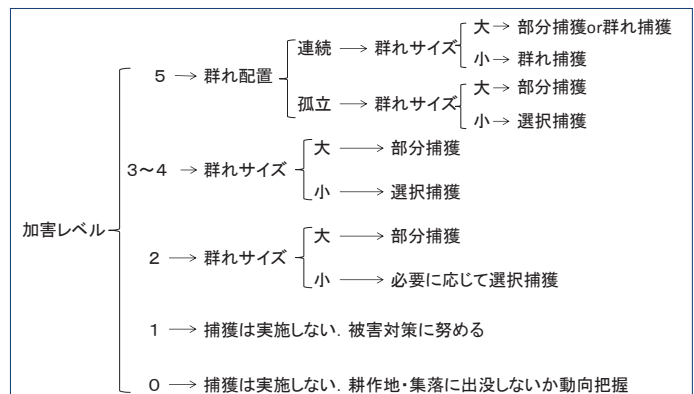 大→ 部分捕獲or群れ捕獲
連続 → 群れサイズ
小→ 群れ捕獲
5 → 群れ配置
大→ 部分捕獲
孤立 → 群れサイズ
小→ 選択捕獲
大 → 部分捕獲
3～4 → 群れサイズ
小 → 選択捕獲
加害レベル
大 → 部分捕獲
2 → 群れサイズ
小 → 必要に応じて選択捕獲
1 → 捕獲は実施しない．被害対策に努める
0 → 捕獲は実施しない．耕作地・集落に出没しないか動向把握